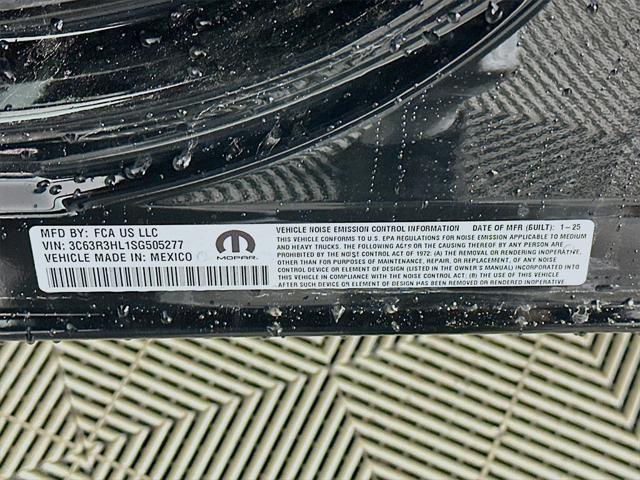 MFD BY: FCA US LLC
VIN: 3C63R3HL1SG505277
VEHICLE MADE IN: MEXICO
MOPAR.
VEHICLE NOISE EMISSION CONTROL INFORMATION DATE OF MFR (BUILT): 1-25
THIS VEHICLE CONFORMS TO U.S. EPA REGULATIONS FOR NOISE EMISSION APPLICABLE TO MEDIUM
AND HEAVY TRUCKS. THE FOLLOWING ACTS OR THE CAUSING THEREOF BY ANY PERSON ARE
PROHIBITED BY THE NOISE CONTROL ACT OF 1972: (A) THE REMOVAL OR RENDERING INOPERATIVE,
OTHER THAN FOR PURPOSES OF MAINTENANCE, REPAIR, OR REPLACEMENT, OF ANY NOISE
CONTROL DEVICE OR ELEMENT OF DESIGN (LISTED IN THE OWNER'S MANUAL) INCORPORATED INTO
THIS VEHICLE IN COMPLIANCE WITH THE NOISE CONTROL ACT, (B) THE USE OF THIS VEHICLE
AFTER SUCH DEVICE OR ELEMENT OF DESIGN HAS BEEN REMOVED OR RENDERED INOPERATIVE